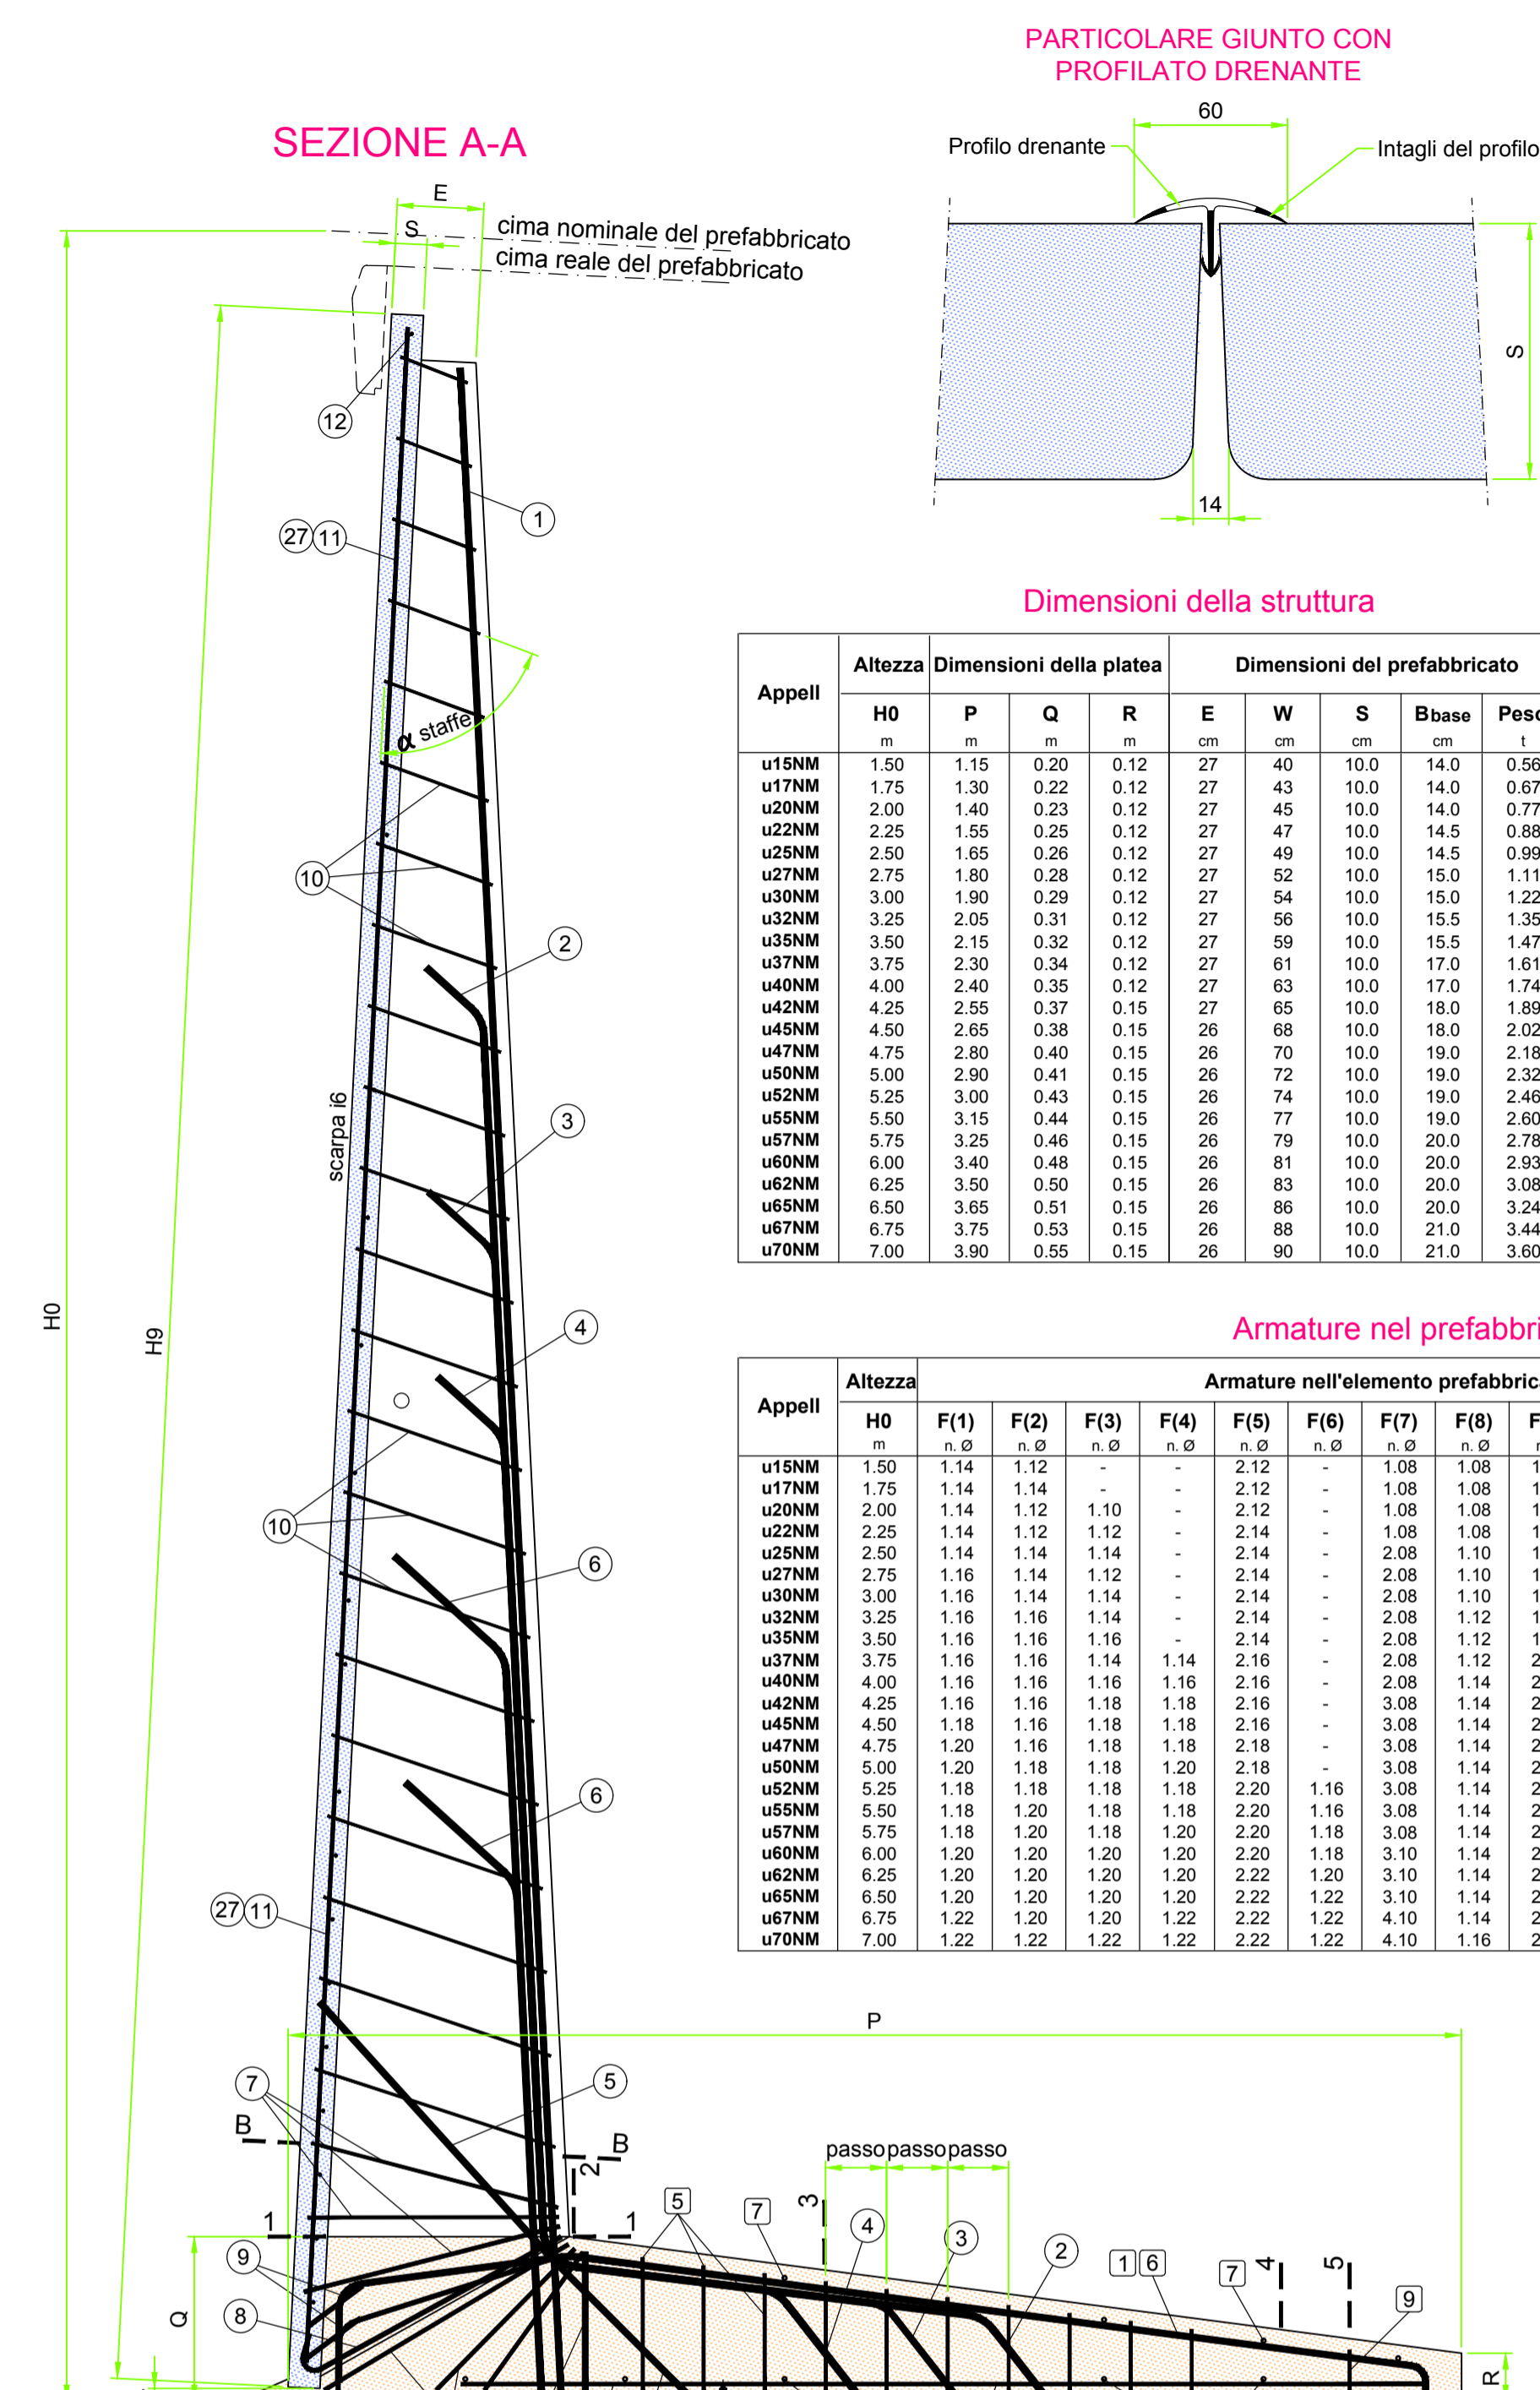 PARTICOLARE GIUNTO CON
PROFILATO DRENANTE
60
Profilo drenante
Intagli del profilo
S
14
SEZIONE A-A
E
S
cima nominale del prefabbricato
cima reale del prefabbricato
12
1
27 11
α staffe
10
2
3
scarpa i6
4
H0
H9
10
6
6
27 11
7
5
B B
2
1 1
9
8
Q
Dimensioni della struttura
Appell Altezza Dimensioni della platea Dimensioni del prefabbricato
H0 P Q R E W S Bbase Peso
m m m m cm cm cm cm t
u15NM 1.50 1.15 0.20 0.12 27 40 10.0 14.0 0.56
u17NM 1.75 1.30 0.22 0.12 27 43 10.0 14.0 0.67
u20NM 2.00 1.40 0.23 0.12 27 45 10.0 14.0 0.77
u22NM 2.25 1.55 0.25 0.12 27 47 10.0 14.5 0.88
u25NM 2.50 1.65 0.26 0.12 27 49 10.0 14.5 0.99
u27NM 2.75 1.80 0.28 0.12 27 52 10.0 15.0 1.11
u30NM 3.00 1.90 0.29 0.12 27 54 10.0 15.0 1.22
u32NM 3.25 2.05 0.31 0.12 27 56 10.0 15.5 1.35
u35NM 3.50 2.15 0.32 0.12 27 59 10.0 15.5 1.47
u37NM 3.75 2.30 0.34 0.12 27 61 10.0 17.0 1.61
u40NM 4.00 2.40 0.35 0.12 27 63 10.0 17.0 1.74
u42NM 4.25 2.55 0.37 0.15 27 65 10.0 18.0 1.89
u45NM 4.50 2.65 0.38 0.15 26 68 10.0 18.0 2.02
u47NM 4.75 2.80 0.40 0.15 26 70 10.0 19.0 2.18
u50NM 5.00 2.90 0.41 0.15 26 72 10.0 19.0 2.32
u52NM 5.25 3.00 0.43 0.15 26 74 10.0 19.0 2.46
u55NM 5.50 3.15 0.44 0.15 26 77 10.0 19.0 2.60
u57NM 5.75 3.25 0.46 0.15 26 79 10.0 20.0 2.78
u60NM 6.00 3.40 0.48 0.15 26 81 10.0 20.0 2.93
u62NM 6.25 3.50 0.50 0.15 26 83 10.0 20.0 3.08
u65NM 6.50 3.65 0.51 0.15 26 86 10.0 20.0 3.24
u67NM 6.75 3.75 0.53 0.15 26 88 10.0 21.0 3.44
u70NM 7.00 3.90 0.55 0.15 26 90 10.0 21.0 3.60
Armature nel prefabbri
Appell Altezza Armature nell'elemento prefabbric
H0 F(1) F(2) F(3) F(4) F(5) F(6) F(7) F(8)
m n. Ø n. Ø n. Ø n. Ø n. Ø n. Ø n. Ø n. Ø
u15NM 1.50 1.14 1.12 - - 2.12 - 1.08 1.08 1
u17NM 1.75 1.14 1.14 - - 2.12 - 1.08 1.08 1
u20NM 2.00 1.14 1.12 1.10 - 2.12 - 1.08 1.08 1
u22NM 2.25 1.14 1.12 1.12 - 2.14 - 1.08 1.08 1
u25NM 2.50 1.14 1.14 1.14 - 2.14 - 2.08 1.10 1
u27NM 2.75 1.16 1.14 1.12 - 2.14 - 2.08 1.10 1
u30NM 3.00 1.16 1.14 1.14 - 2.14 - 2.08 1.10 1
u32NM 3.25 1.16 1.16 1.14 - 2.14 - 2.08 1.12 1
u35NM 3.50 1.16 1.16 1.16 - 2.14 - 2.08 1.12 1
u37NM 3.75 1.16 1.16 1.14 1.14 2.16 - 2.08 1.12 2
u40NM 4.00 1.16 1.16 1.16 1.16 2.16 - 2.08 1.14 2
u42NM 4.25 1.16 1.16 1.18 1.18 2.16 - 3.08 1.14 2
u45NM 4.50 1.18 1.16 1.18 1.18 2.16 - 3.08 1.14 2
u47NM 4.75 1.20 1.16 1.18 1.18 2.18 - 3.08 1.14 2
u50NM 5.00 1.20 1.18 1.18 1.20 2.18 - 3.08 1.14 2
u52NM 5.25 1.18 1.18 1.18 1.18 2.20 1.16 3.08 1.14 2
u55NM 5.50 1.18 1.20 1.18 1.18 2.20 1.16 3.08 1.14 2
u57NM 5.75 1.18 1.20 1.18 1.20 2.20 1.18 3.08 1.14 2
u60NM 6.00 1.20 1.20 1.20 1.20 2.20 1.18 3.10 1.14 2
u62NM 6.25 1.20 1.20 1.20 1.20 2.22 1.20 3.10 1.14 2
u65NM 6.50 1.20 1.20 1.20 1.20 2.22 1.22 3.10 1.14 2
u67NM 6.75 1.22 1.20 1.20 1.22 2.22 1.22 4.10 1.14 2
u70NM 7.00 1.22 1.22 1.22 1.22 2.22 1.22 4.10 1.16 2
P
passo passo passo
5 7 3 4 3 2 1 6 7 4 5 9
R